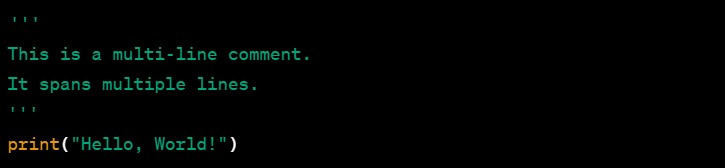 '''
This is a multi-line comment.
It spans multiple lines.
'''
print("Hello, World!")